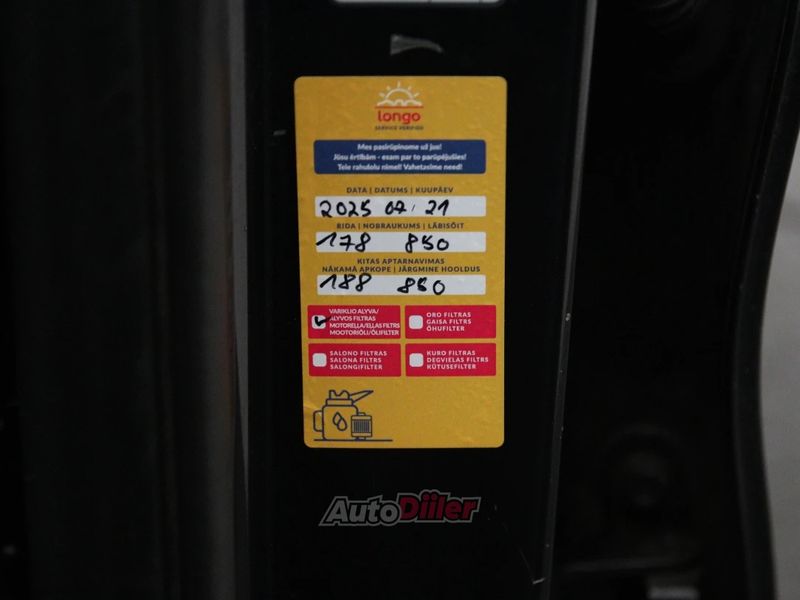 longo
SERVICE VERIFIED
Mes pasirūpinome už jus!
Jūsu ērtībām - esam par to parūpējušies!
Teie rahulolu nimel! Vahetasime need!
DATA | DATUMS | KUUPÄEV
2025 07. 21
RIDA | NOBRAUKUMS | LÄBISÕIT
178 850
KITAS APTARNAVIMAS
NĀKAMĀ APKOPE | JÄRGMINE HOOLDUS
188 850
VARIKLIO ALYVA/
ALYVOS FILTRAS
MOTORELLA/ELLAS FILTRS
MOOTORIÕLI/ÕLIFILTER
ORO FILTRAS
GAISA FILTRS
ÕHUFILTER
SALONO FILTRAS
SALONA FILTRS
SALONGIFILTER
KURO FILTRAS
DEGVIELAS FILTRS
KÜTUSEFILTER
AutoDiiler